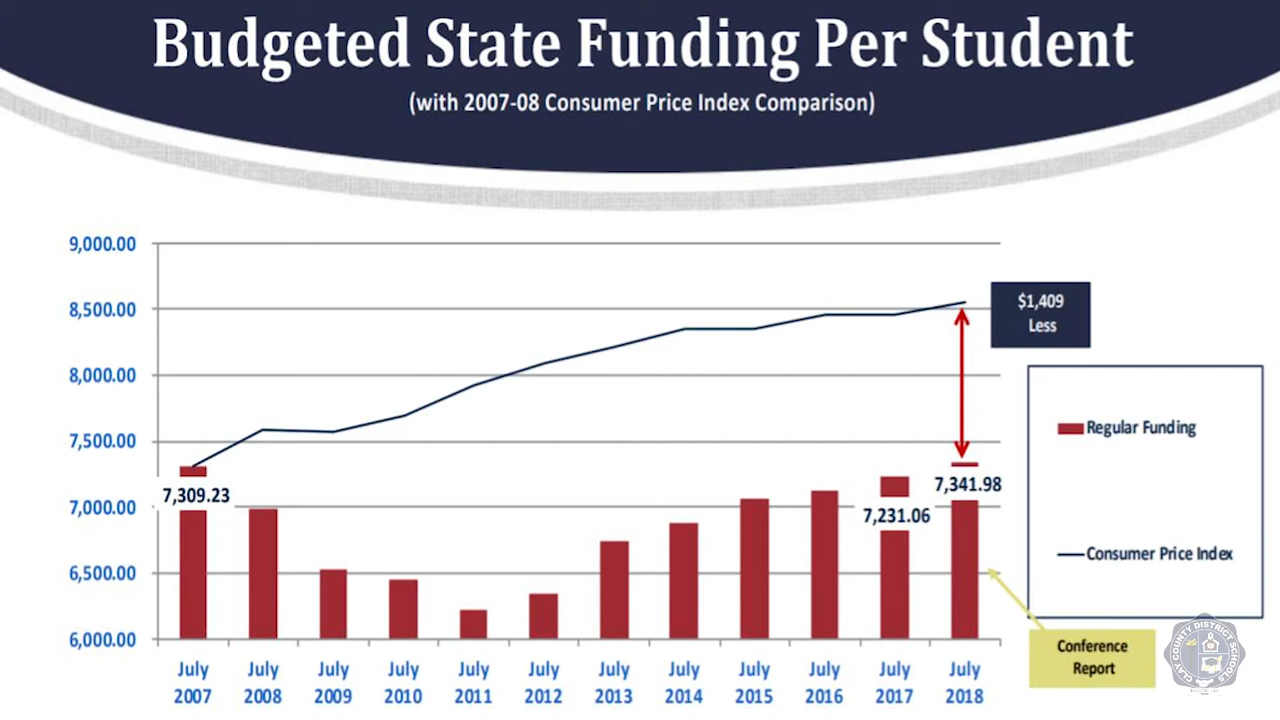 Budgeted State Funding Per Student
(with 2007-08 Consumer Price Index Comparison)
9,000.00
8,500.00
8,000.00
7,500.00
7,000.00
6,500.00
6,000.00
$1,409
Less
7,309.23
7,231.06
7,341.98
Regular Funding
Consumer Price Index
Conference
Report
July
2007
July
2008
July
2009
July
2010
July
2011
July
2012
July
2013
July
2014
July
2015
July
2016
July
2017
July
2018
CLAY COUNTY DISTRICT SCHOOLS